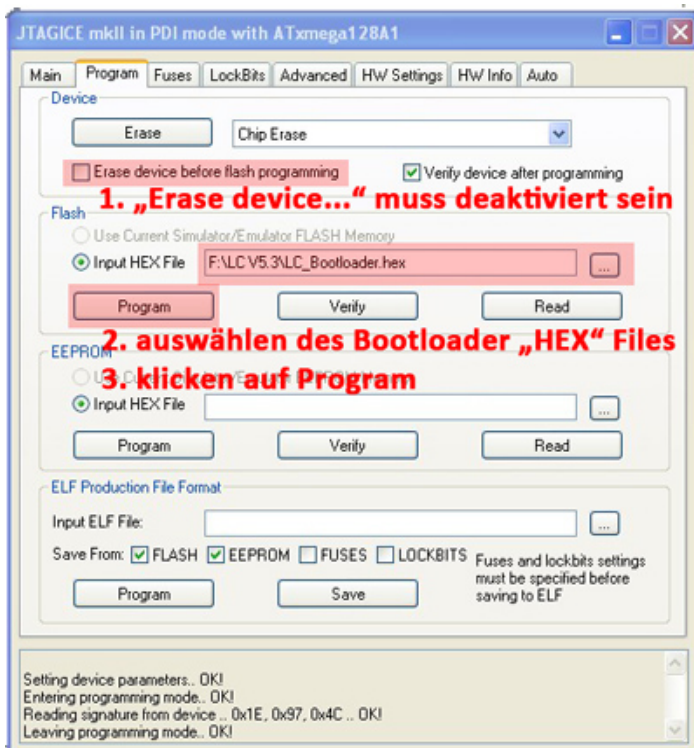 JTAGICE mkII in PDI mode with ATxmega128A1
Main Program Fuses LockBits Advanced HW Settings HW Info Auto
Device
Erase Chip Erase
Erase device before flash programming Verify device after programming
1. „Erase device...“ muss deaktiviert sein
Flash
Use Current Simulator/Emulator FLASH Memory
Input HEX File F:\LC V5.3\LC_Bootloader.hex ...
Program Verify Read
2. auswählen des Bootloader „HEX“ Files
EEPROM
3. klicken auf Program
Input HEX File ...
Program Verify Read
ELF Production File Format
Input ELF File: ...
Save From: FLASH EEPROM FUSES LOCKBITS
Fuses and lockbits settings
must be specified before
saving to ELF
Program Save
Setting device parameters.. OK!
Entering programming mode.. OK!
Reading signature from device .. 0x1E, 0x97, 0x4C .. OK!
Leaving programming mode.. OK!